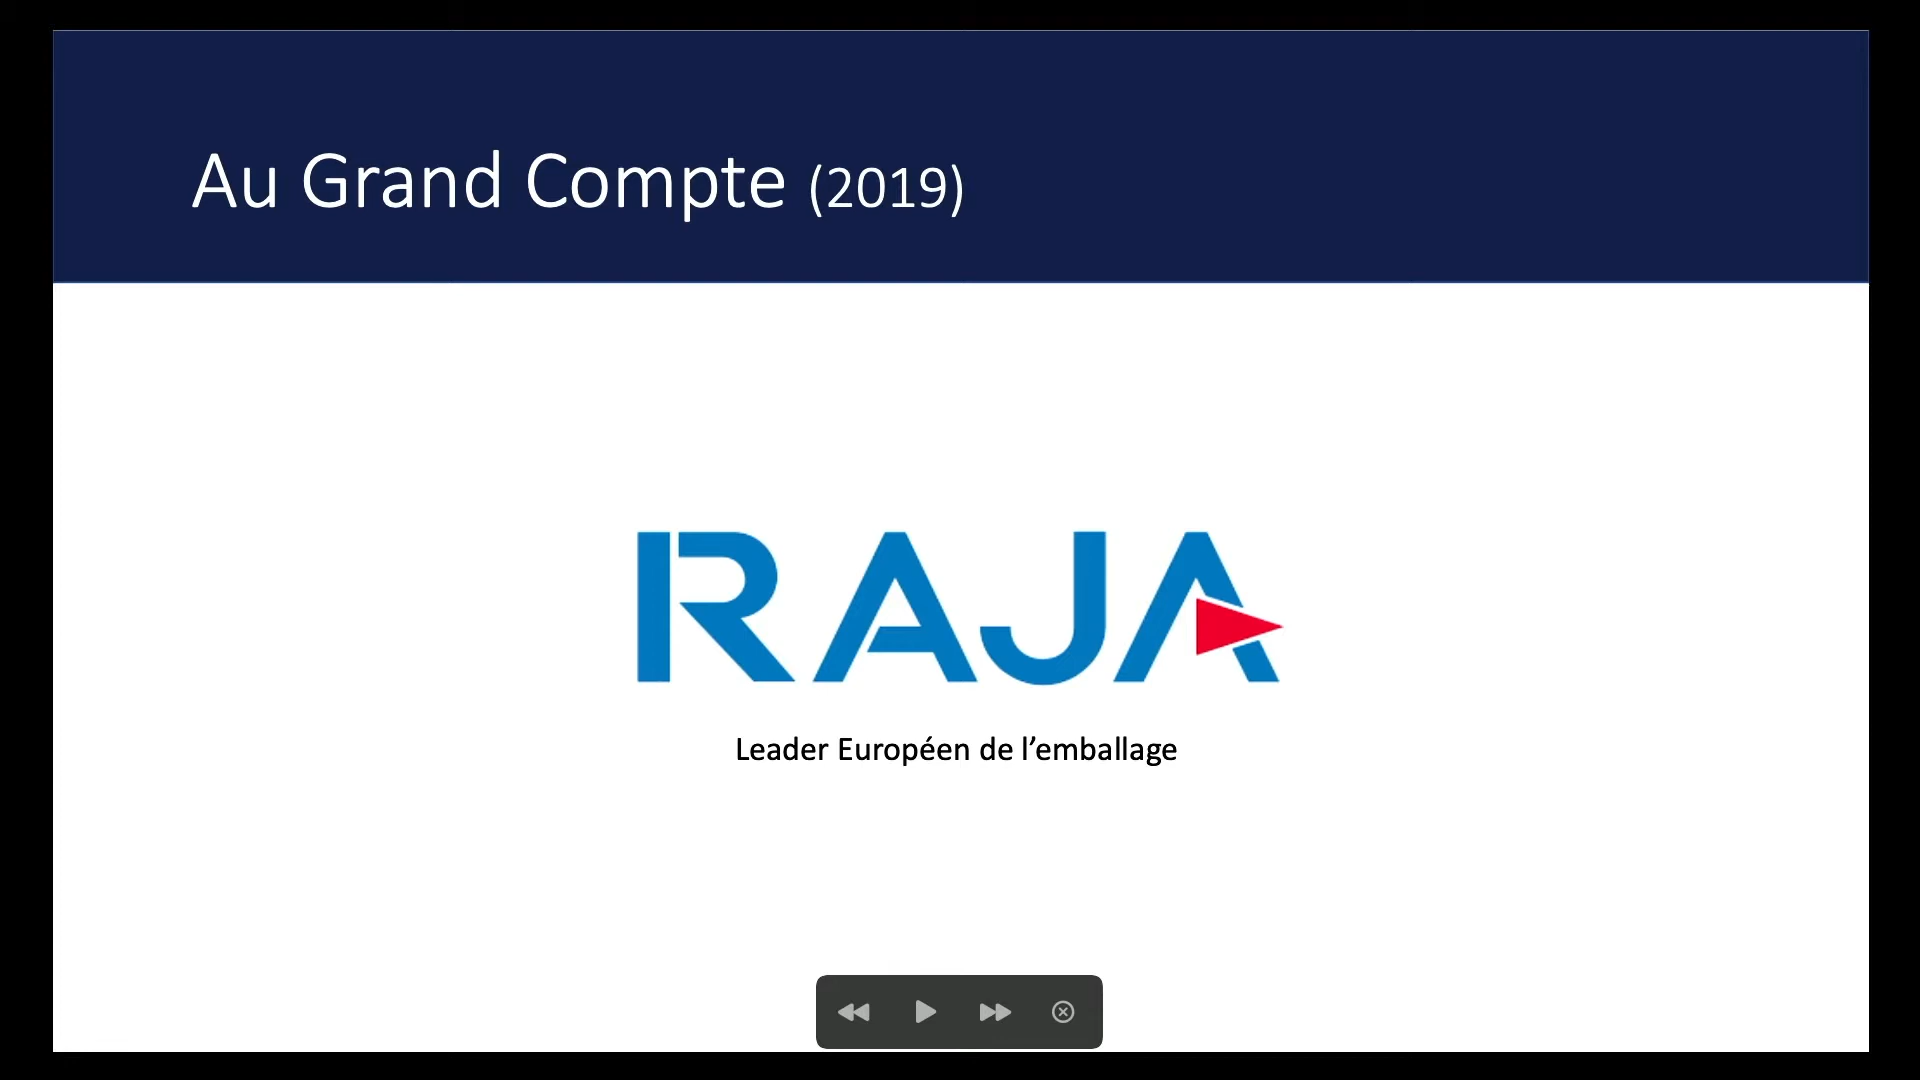 Au Grand Compte (2019)
RAJA
Leader Européen de l’emballage